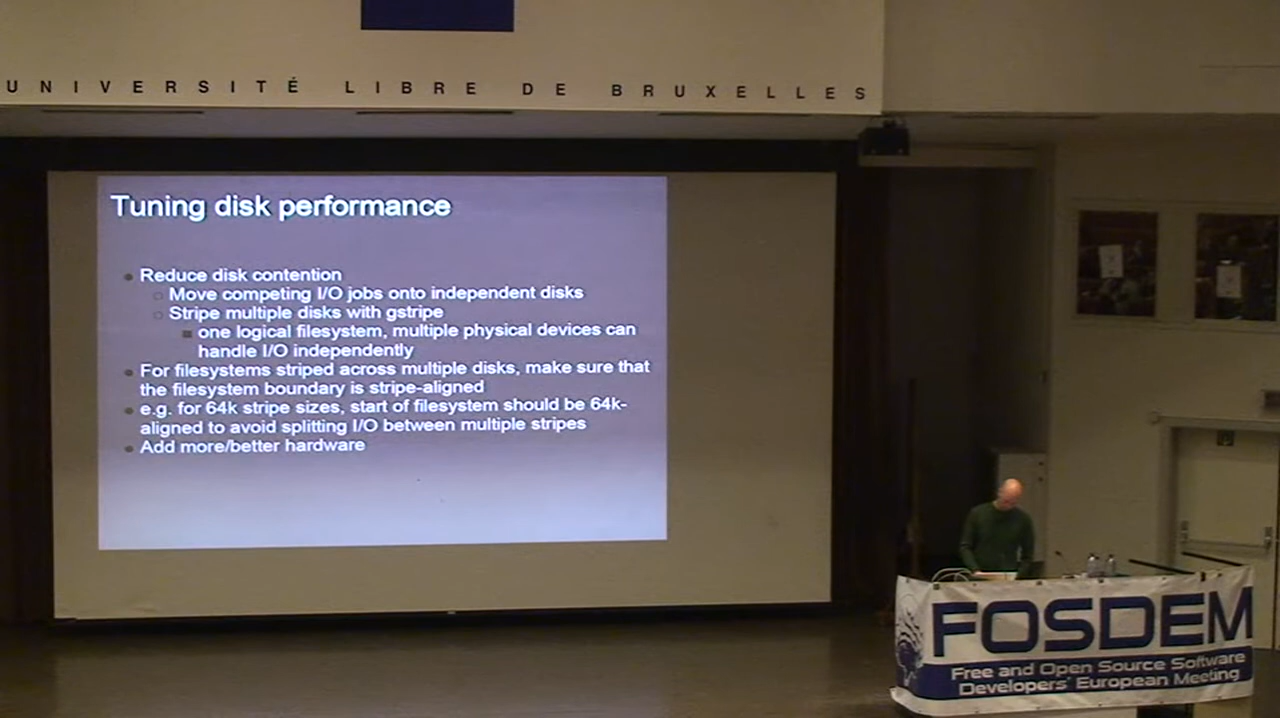 UNIVERSITÉ LIBRE DE BRUXELLES
Tuning disk performance
Reduce disk contention
Move competing I/O jobs onto independent disks
Stripe multiple disks with gstripe
one logical filesystem, multiple physical devices can
handle I/O independently
For filesystems striped across multiple disks, make sure that
the filesystem boundary is stripe-aligned
e.g. for 64k stripe sizes, start of filesystem should be 64k-
aligned to avoid splitting I/O between multiple stripes
Add more/better hardware
FOSDEM
Free and Open Source Software
Developers' European Meeting